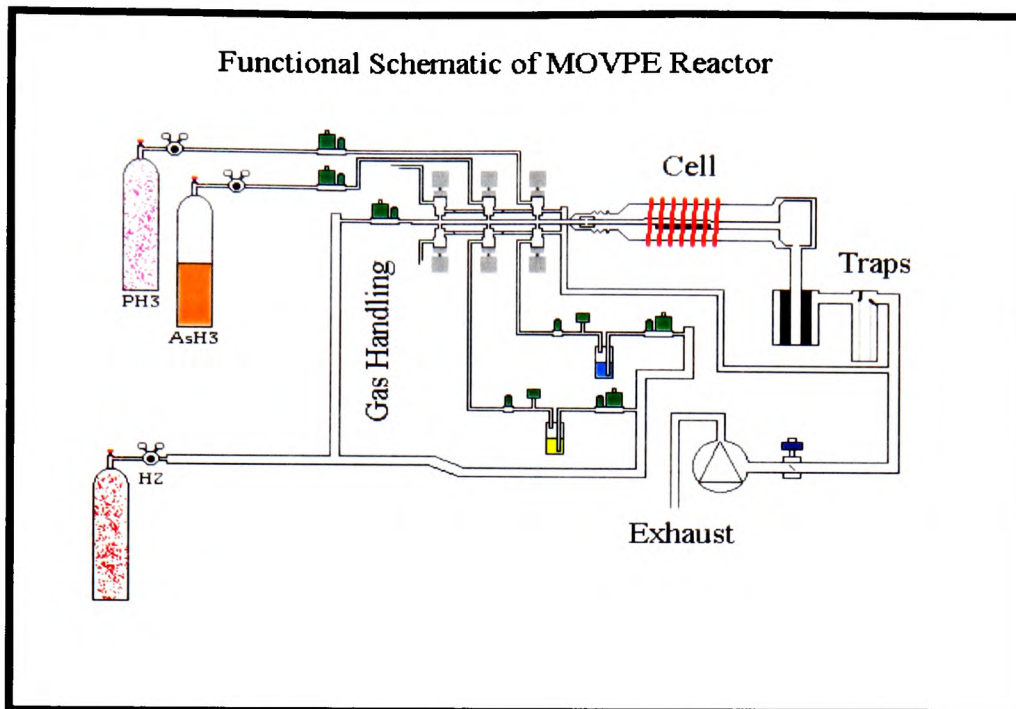 Functional Schematic of MOVPE Reactor
Cell
Traps
PH3
AsH3
Gas Handling
H2
Exhaust